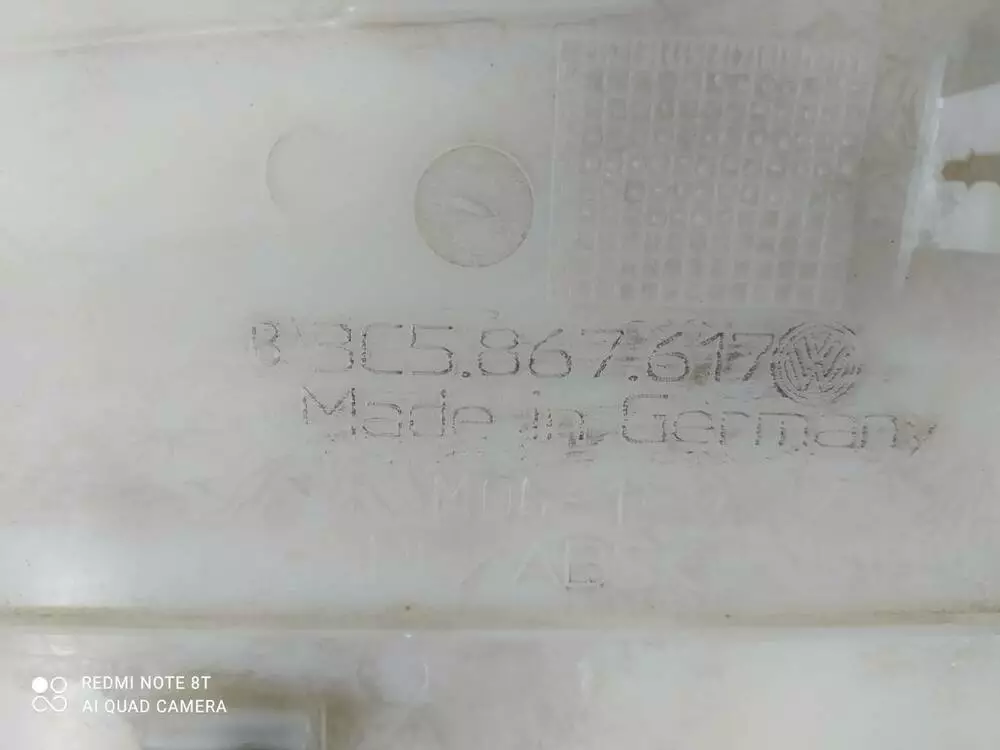 B 3C5.867.617
Made in Germany
REDMI NOTE 8T
AI QUAD CAMERA